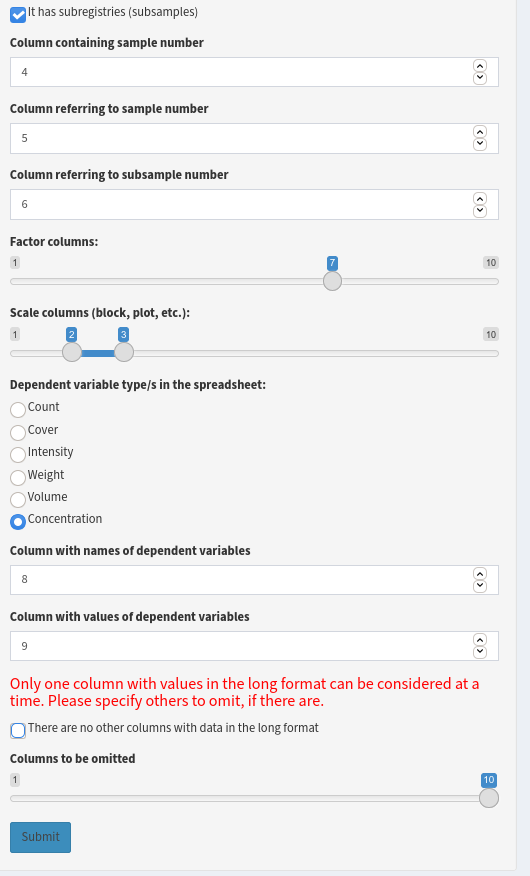 It has subregistries (subsamples)
Column containing sample number
4
Column referring to sample number
5
Column referring to subsample number
6
Factor columns:
1 7 10
Scale columns (block, plot, etc.):
1 2 3 10
Dependent variable type/s in the spreadsheet:
Count
Cover
Intensity
Weight
Volume
Concentration
Column with names of dependent variables
8
Column with values of dependent variables
9
Only one column with values in the long format can be considered at a
time. Please specify others to omit, if there are.
There are no other columns with data in the long format
Columns to be omitted
1 10
Submit